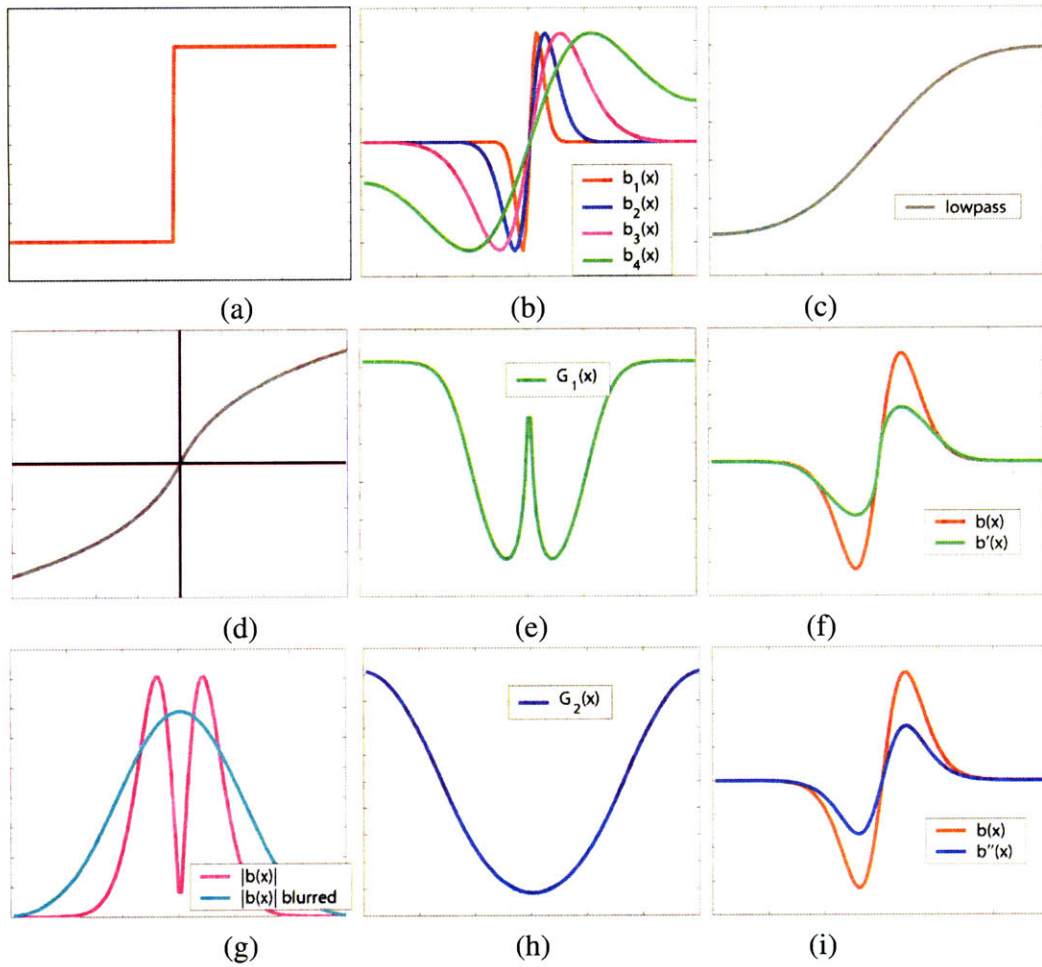 b₁(x)
b₂(x)
b₃(x)
b₄(x)
lowpass
(a)
(b)
(c)
G₁(x)
b(x)
b'(x)
(d)
(e)
(f)
|b(x)|
|b(x)| blurred
G₂(x)
b(x)
b''(x)
(g)
(h)
(i)